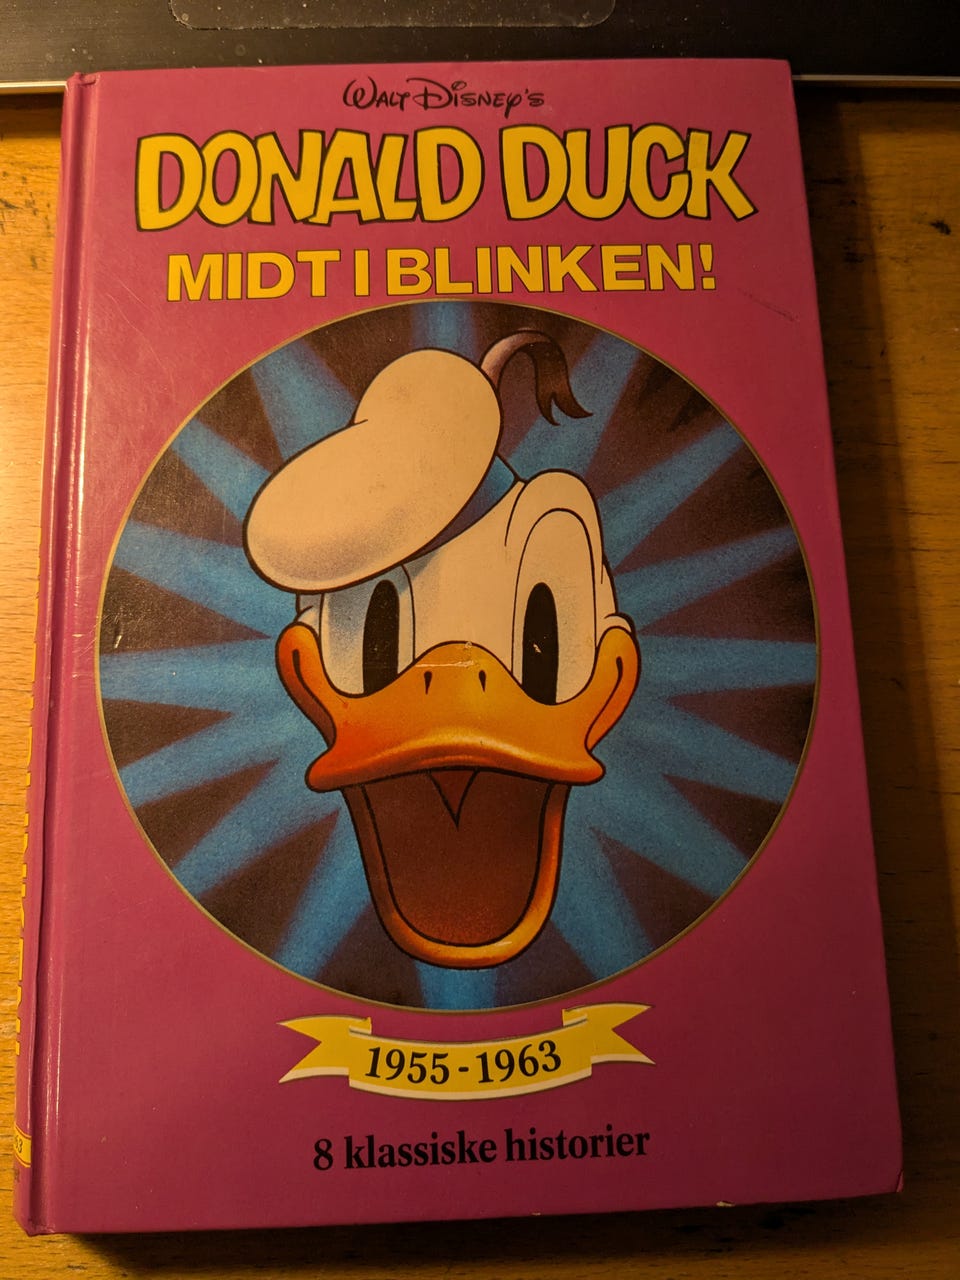 WALT DISNEY'S
DONALD DUCK
MIDT I BLINKEN!
1955-1963
8 klassiske historier